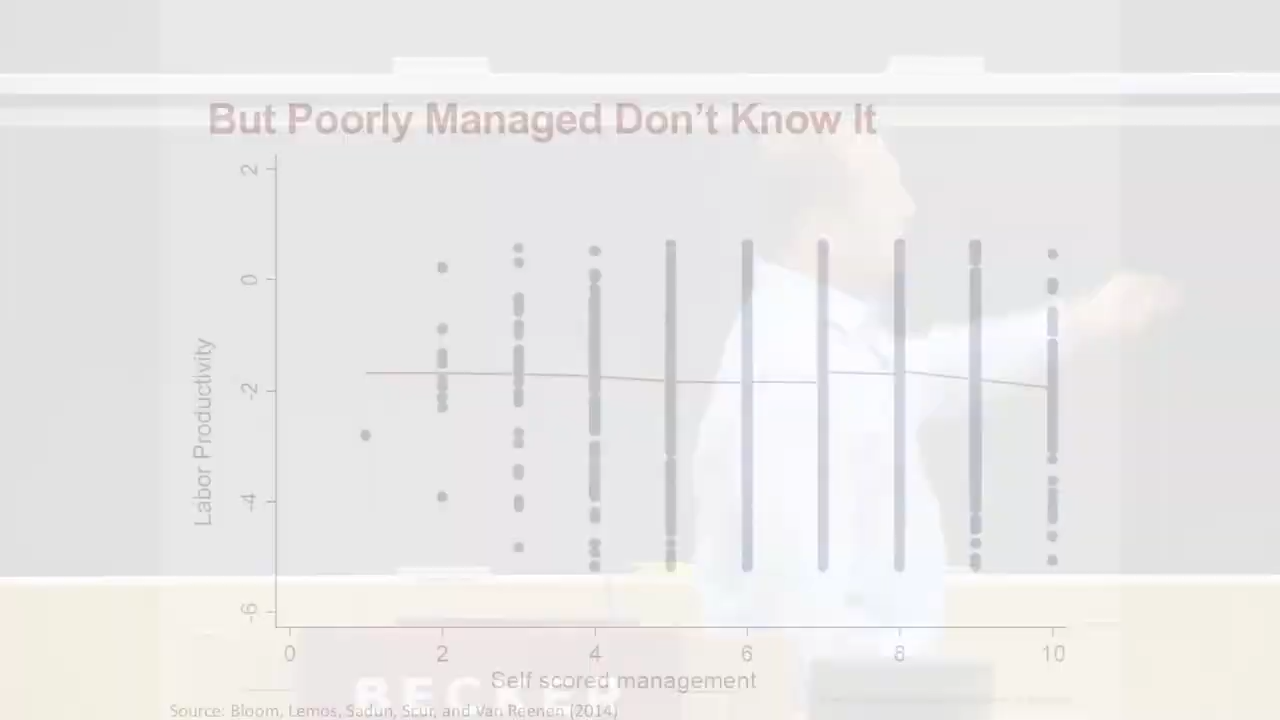 But Poorly Managed Don't Know It
2
0
-2
-4
-6
Labor Productivity
0 2 4 6 8 10
Self scored management
BECKER
Source: Bloom, Lemos, Sadun, Scur, and Van Reenen (2014)